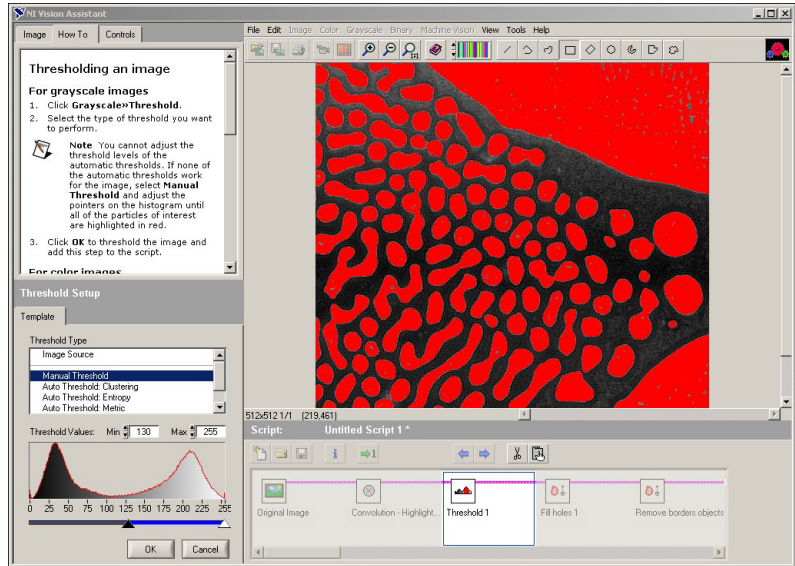 NI Vision Assistant
Image How To Controls
File Edit Image Color Grayscale Binary Machine Vision View Tools Help
1:1
Thresholding an image
For grayscale images
1. Click Grayscale»Threshold.
2. Select the type of threshold you want
to perform.
Note You cannot adjust the
threshold levels of the
automatic thresholds. If none of
the automatic thresholds work
for the image, select Manual
Threshold and adjust the
pointers on the histogram until
all of the particles of interest
are highlighted in red.
3. Click OK to threshold the image and
add this step to the script.
For color images
Threshold Setup
Template
Threshold Type
Image Source
Manual Threshold
Auto Threshold: Clustering
Auto Threshold: Entropy
Auto Threshold: Metric
Threshold Values: Min 130 Max 255
0 25 50 75 100 125 150 175 200 225 255
OK Cancel
512x512 1/1 (219,461)
Script: Untitled Script 1 *
1
Original Image Convolution - Highlight... Threshold 1 Fill holes 1 Remove borders objects